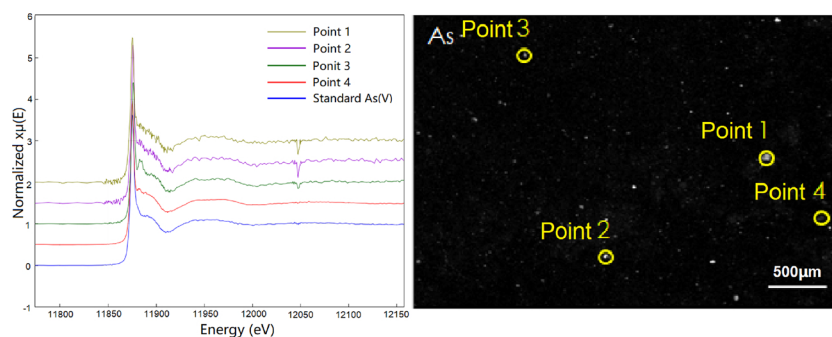 6
5
4
3
2
1
0
-1
Normalized xμ(E)
11800
11850
11900
11950
12000
12050
12100
12150
Energy (eV)
Point 1
Point 2
Ponit 3
Point 4
Standard As(V)
As
Point 3
Point 1
Point 4
Point 2
500μm